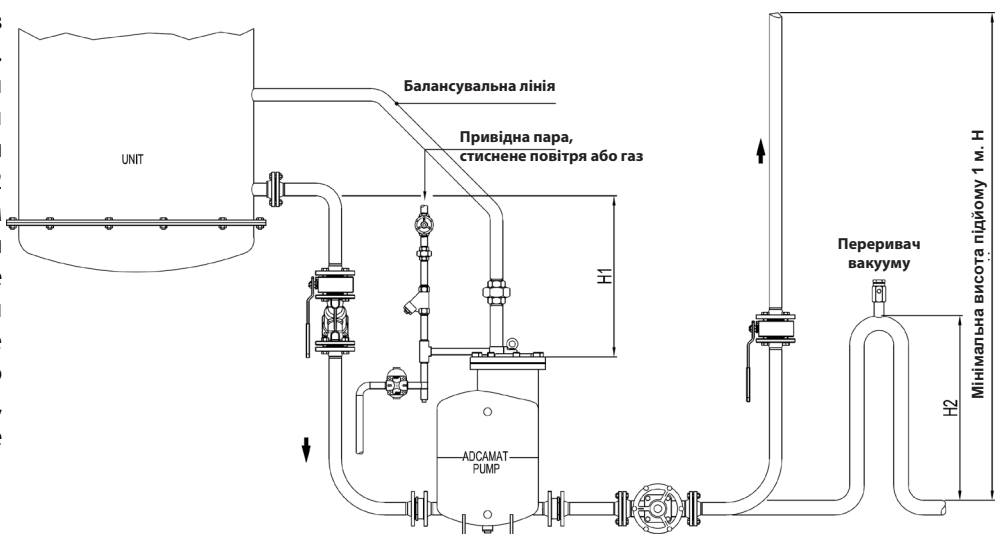 Балансувальна лінія
Привідна пара,
стиснене повітря або газ
UNIT
H1
Переривач
вакууму
H2
Мінімальна висота підйому 1 м. H
ADCAMAT
PUMP